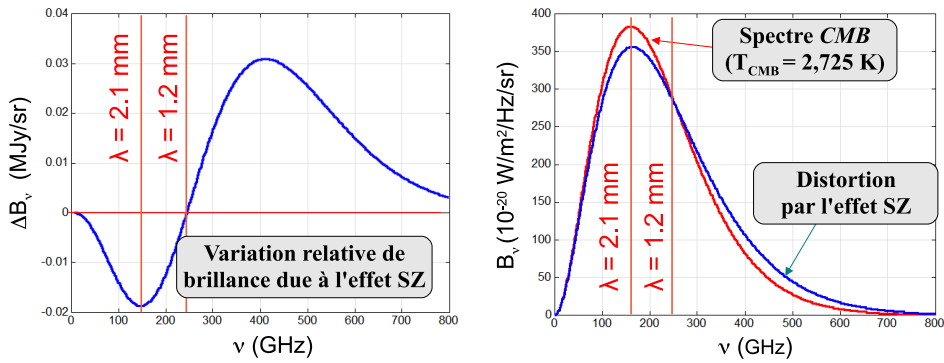 0.04
0.03
0.02
0.01
0
-0.01
-0.02
ΔBν (MJy/sr)
λ = 2.1 mm
λ = 1.2 mm
Variation relative de
brillance due à l'effet SZ
0 100 200 300 400 500 600 700 800
ν (GHz)
400
350
300
250
200
150
100
50
0
Bν (10-20 W/m2/Hz/sr)
Spectre CMB
(TCMB = 2,725 K)
λ = 2.1 mm
λ = 1.2 mm
Distortion
par l'effet SZ
0 100 200 300 400 500 600 700 800
ν (GHz)